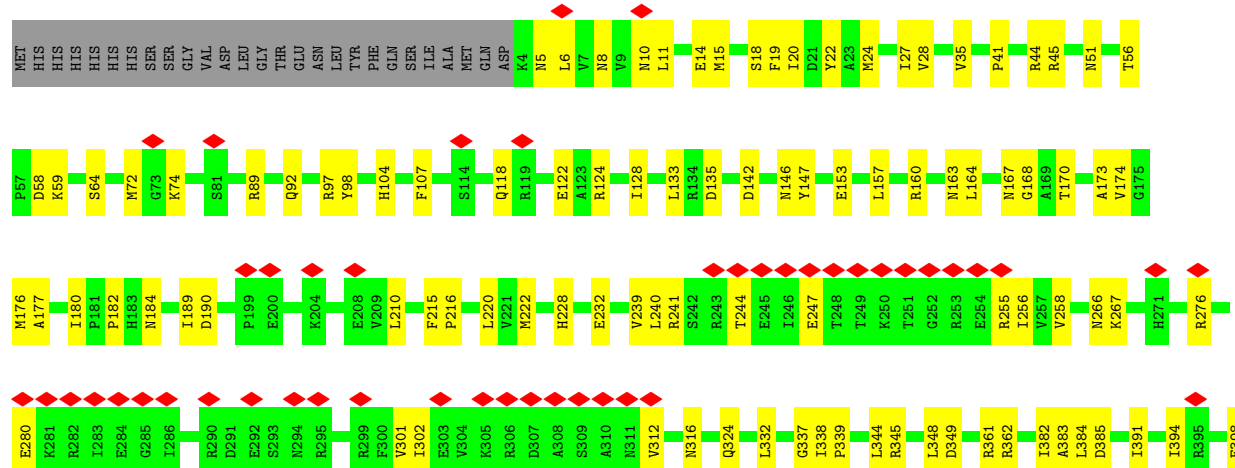 MET HIS HIS HIS HIS HIS HIS SER SER GLY VAL ASP LEU GLY THR GLU ASN LEU TYR PHE GLN SER ILE ALA MET GLN ASP K4 N5 L6 V7 N8 V9 N10 L11 E14 M15 S18 F19 I20 D21 Y22 A23 M24 I27 V28 V35 P41 R44 R45 N51 T56
P57 D58 K59 S64 M72 G73 K74 S81 R89 Q92 R97 Y98 H104 F107 S114 Q118 R119 E122 A123 R124 I128 L133 R134 D135 D142 N146 Y147 E153 L157 R160 N163 L164 N167 G168 A169 T170 A173 V174 G175
M176 A177 I180 P181 P182 H183 N184 I189 D190 P199 E200 K204 E208 V209 L210 F215 P216 L220 V221 M222 H228 E232 V239 L240 R241 S242 R243 T244 E245 I246 E247 T248 T249 K250 T251 G252 R253 E254 R255 I256 V257 V258 N266 K267 H271 R276
E280 K281 R282 I283 E284 G285 I286 R290 D291 E292 S293 N294 R295 R299 F300 V301 I302 E303 V304 K305 R306 D307 A308 S309 A310 N311 V312 N316 Q324 L332 G337 I338 P339 L344 R345 L348 D349 R361 R362 I382 A383 L384 D385 I391 I394 R395